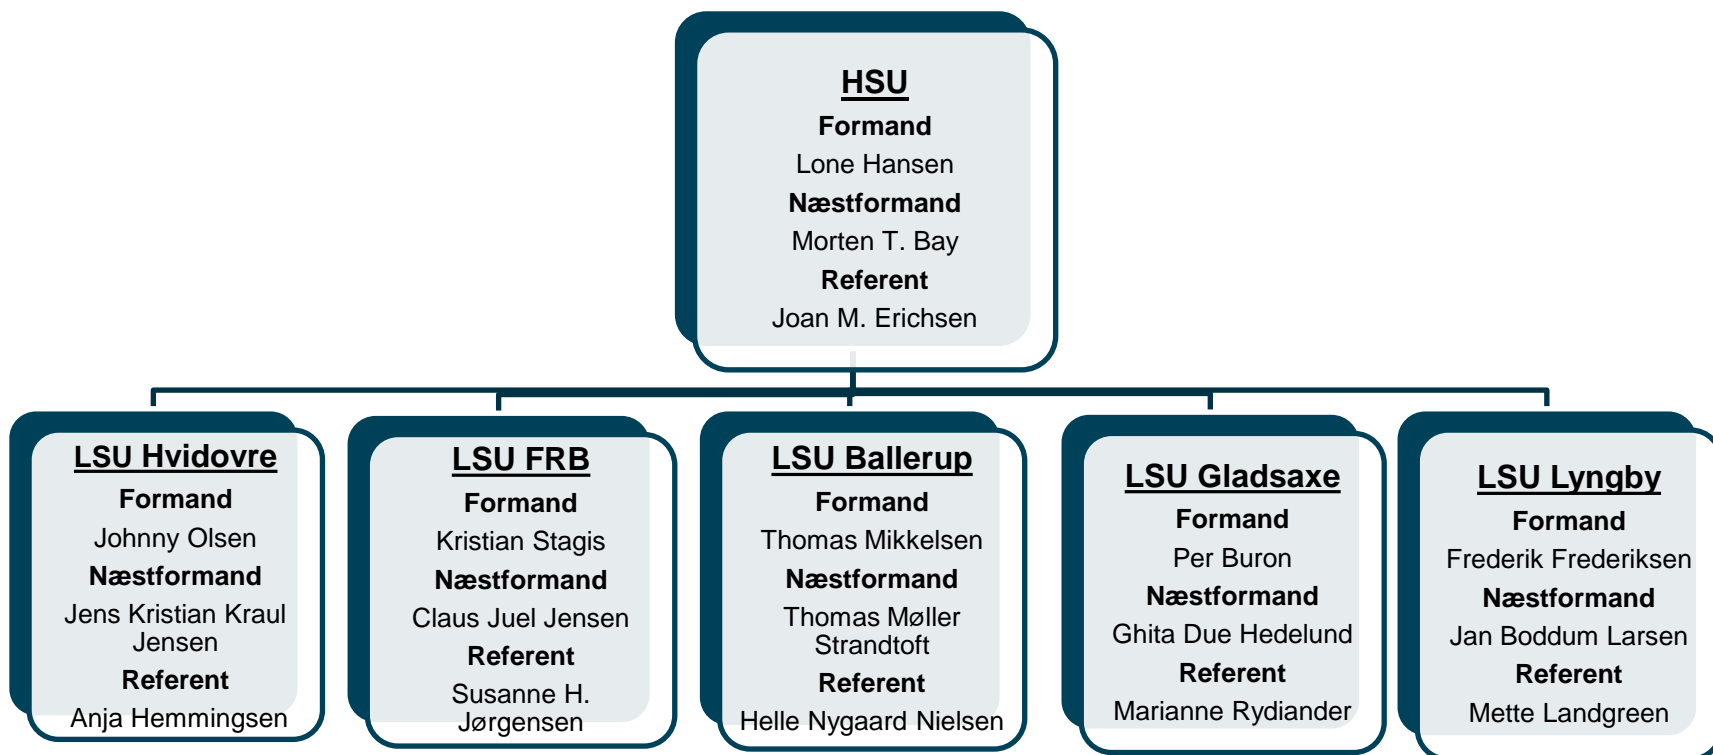 HSU
Formand
Lone Hansen
Næstformand
Morten T. Bay
Referent
Joan M. Erichsen
LSU Hvidovre
Formand
Johnny Olsen
Næstformand
Jens Kristian Kraul
Jensen
Referent
Anja Hemmingsen
LSU FRB
Formand
Kristian Stagis
Næstformand
Claus Juel Jensen
Referent
Susanne H.
Jørgensen
LSU Ballerup
Formand
Thomas Mikkelsen
Næstformand
Thomas Møller
Strandtoft
Referent
Helle Nygaard Nielsen
LSU Gladsaxe
Formand
Per Buron
Næstformand
Ghita Due Hedelund
Referent
Marianne Rydiander
LSU Lyngby
Formand
Frederik Frederiksen
Næstformand
Jan Boddum Larsen
Referent
Mette Landgreen